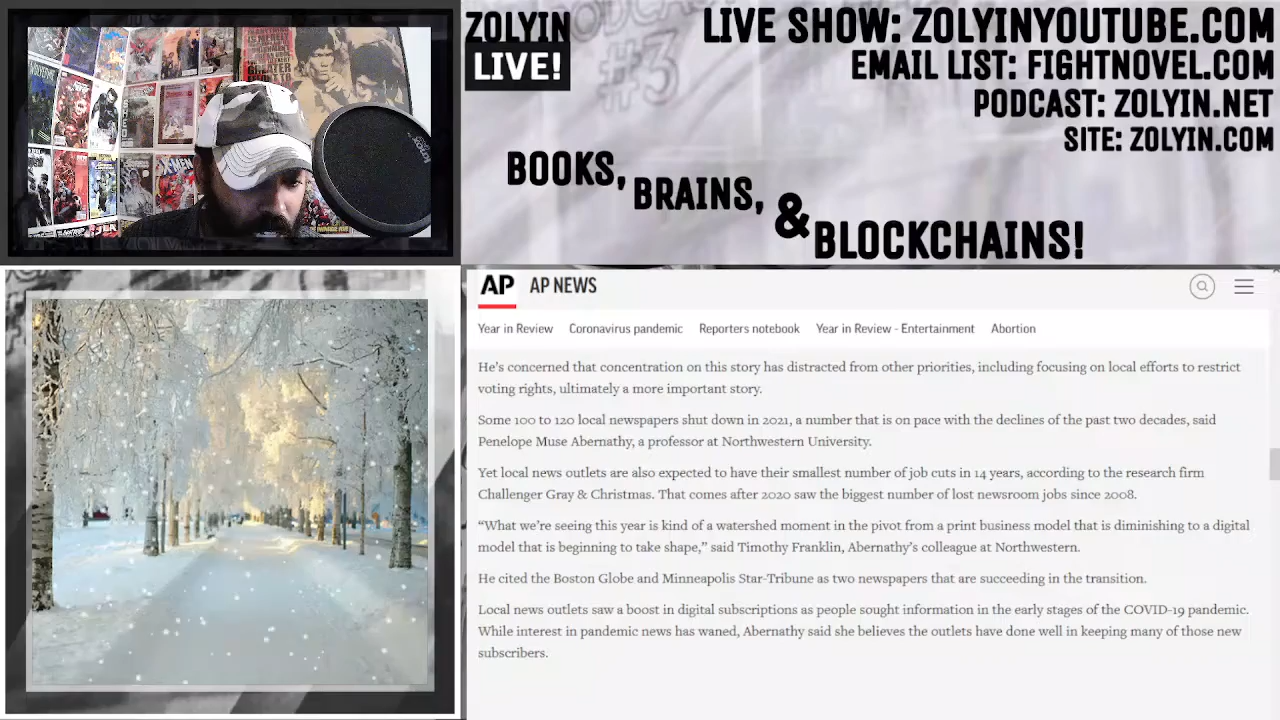 ZOLYIN
LIVE!
LIVE SHOW: ZOLYINYOUTUBE.COM
EMAIL LIST: FIGHTNOVEL.COM
PODCAST: ZOLYIN.NET
SITE: ZOLYIN.COM
PODCAST
#3
BOOKS, BRAINS, & BLOCKCHAINS!
WOLVERINE
X-MEN
AP AP NEWS
Year in Review Coronavirus pandemic Reporters notebook Year in Review - Entertainment Abortion
He's concerned that concentration on this story has distracted from other priorities, including focusing on local efforts to restrict
voting rights, ultimately a more important story.
Some 100 to 120 local newspapers shut down in 2021, a number that is on pace with the declines of the past two decades, said
Penelope Muse Abernathy, a professor at Northwestern University.
Yet local news outlets are also expected to have their smallest number of job cuts in 14 years, according to the research firm
Challenger Gray & Christmas. That comes after 2020 saw the biggest number of lost newsroom jobs since 2008.
“What we're seeing this year is kind of a watershed moment in the pivot from a print business model that is diminishing to a digital
model that is beginning to take shape,” said Timothy Franklin, Abernathy's colleague at Northwestern.
He cited the Boston Globe and Minneapolis Star-Tribune as two newspapers that are succeeding in the transition.
Local news outlets saw a boost in digital subscriptions as people sought information in the early stages of the COVID-19 pandemic.
While interest in pandemic news has waned, Abernathy said she believes the outlets have done well in keeping many of those new
subscribers.